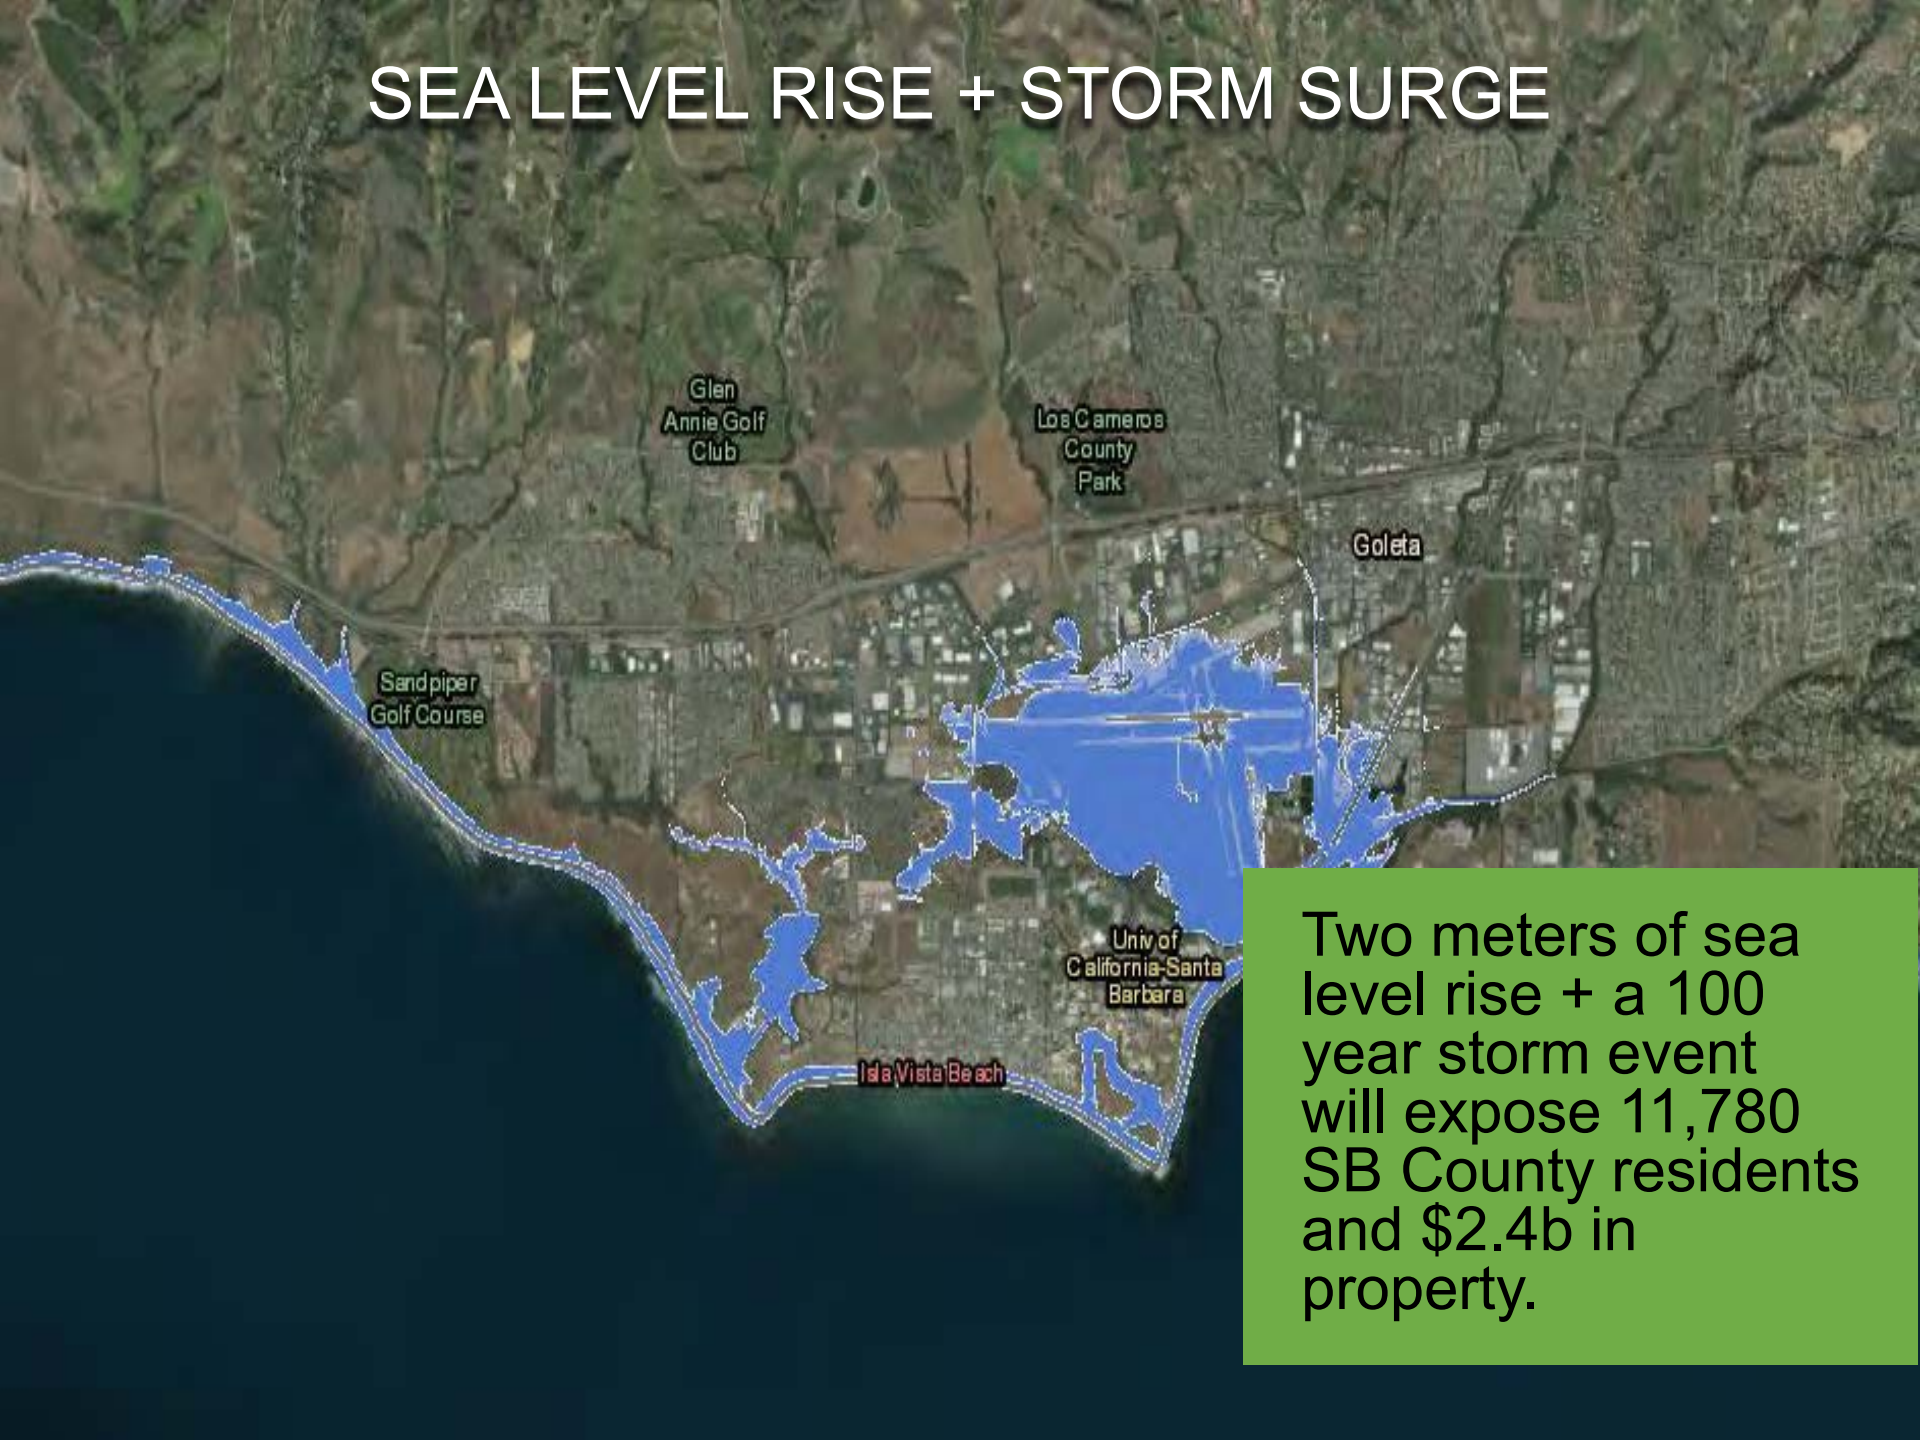 SEA LEVEL RISE + STORM SURGE
Glen
Annie Golf
Club
Los Carneros
County
Park
Goleta
Sandpiper
Golf Course
Univ of
California-Santa
Barbara
Isla Vista Beach
Two meters of sea
level rise + a 100
year storm event
will expose 11,780
SB County residents
and $2.4b in
property.